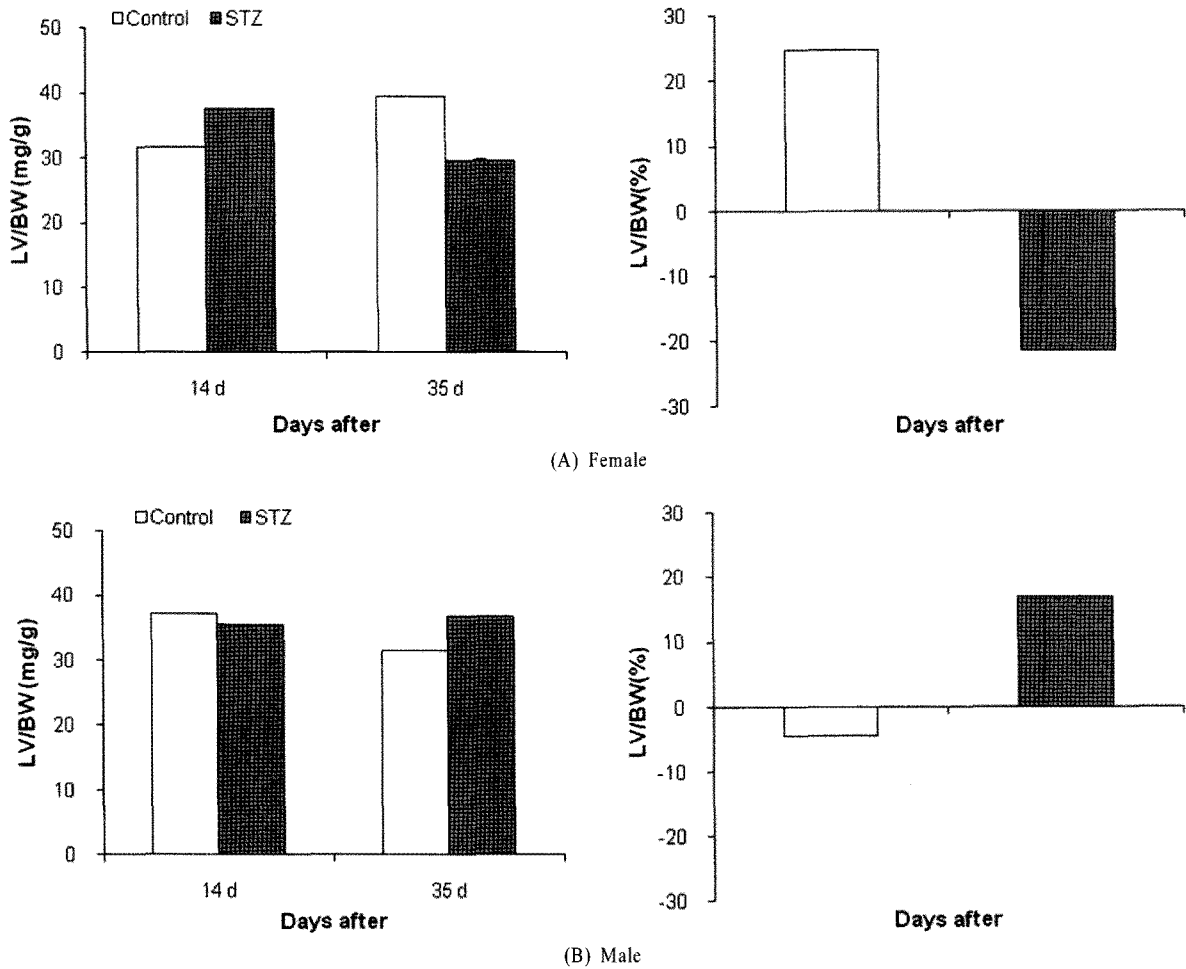 □Control ■STZ
50
40
30
20
10
0
LV/BW(mg/g)
14 d 35 d
Days after
30
20
10
0
-10
-20
-30
LV/BW(%)
Days after
(A) Female
□Control ■STZ
50
40
30
20
10
0
LV/BW(mg/g)
14 d 35 d
Days after
30
20
10
0
-10
-20
-30
LV/BW(%)
Days after
(B) Male